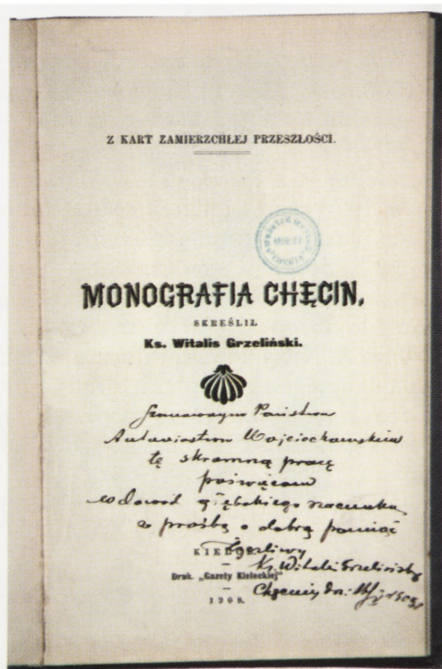 Z KART ZAMIERZCHŁEJ PRZESZŁOŚCI.
MONOGRAFIA CHĘCIN,
SKREŚLIŁ
Ks. Witalis Grzeliński.
Szanownym Państwu
Antoniostwu Wojciechowskim
tę skromną pracę
poświęcam
w dowód głębokiego szacunku
z prośbą o dobrą pamięć
Życzliwy
KIELCE
Ks. Witalis Grzeliński
Druk. „Gazety Kieleckiej"
Chęciny dn.
1908.